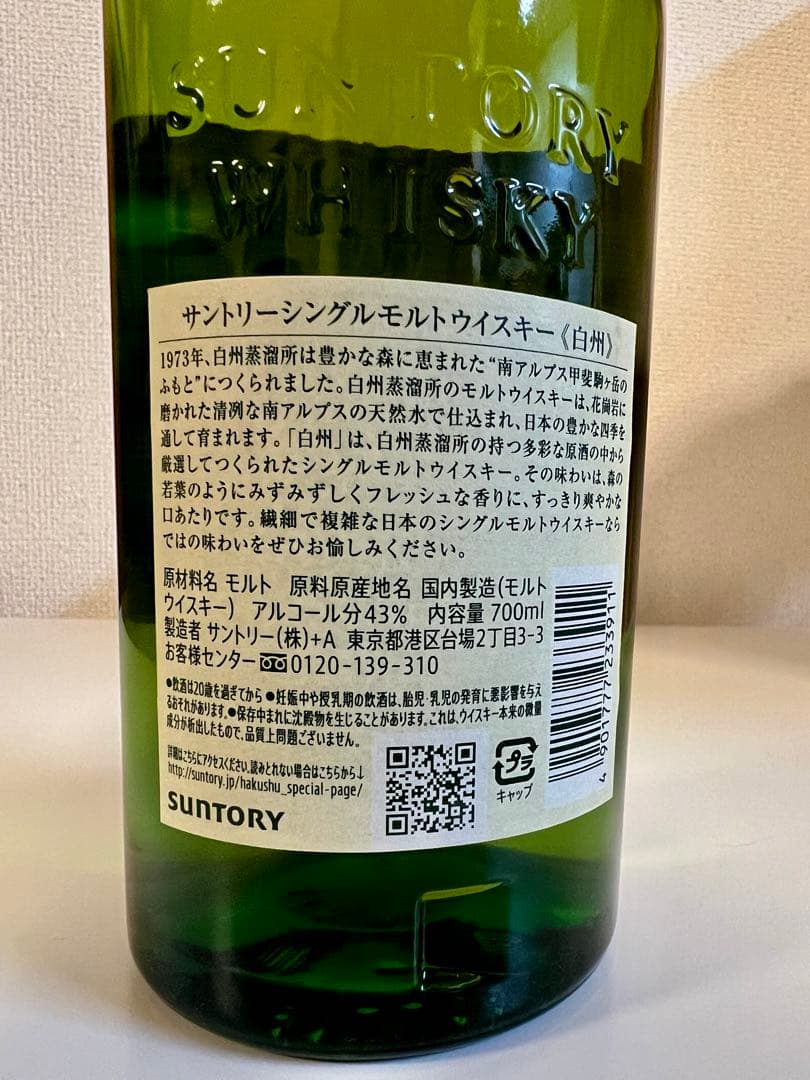 SUNTORY
WHISKY
サントリーシングルモルトウイスキー《白州》
1973年、白州蒸溜所は豊かな森に恵まれた“南アルプス甲斐駒ヶ岳の
ふもと”につくられました。白州蒸溜所のモルトウイスキーは、花崗岩に
磨かれた清冽な南アルプスの天然水で仕込まれ、日本の豊かな四季を
通して育まれます。「白州」は、白州蒸溜所の持つ多彩な原酒の中から
厳選してつくられたシングルモルトウイスキー。その味わいは、森の
若葉のようにみずみずしくフレッシュな香りに、すっきり爽やかな
口あたりです。繊細で複雑な日本のシングルモルトウイスキーなら
ではの味わいをぜひお愉しみください。
原材料名 モルト 原料原産地名 国内製造(モルト
ウイスキー) アルコール分43% 内容量 700ml
製造者 サントリー(株)+A 東京都港区台場2丁目3-3
お客様センター 0120-139-310
●飲酒は20歳を過ぎてから ●妊娠中や授乳期の飲酒は、胎児・乳児の発育に悪影響を与え
るおそれがあります。●保存中まれに沈殿物を生じることがあります。これは、ウイスキー本来の微量
成分が析出したもので、品質上問題ございません。
詳細はこちらにアクセスください。読みとれない場合はこちらから↓
http://suntory.jp/hakushu_special-page/
SUNTORY
プラ
キャップ
4901777233911